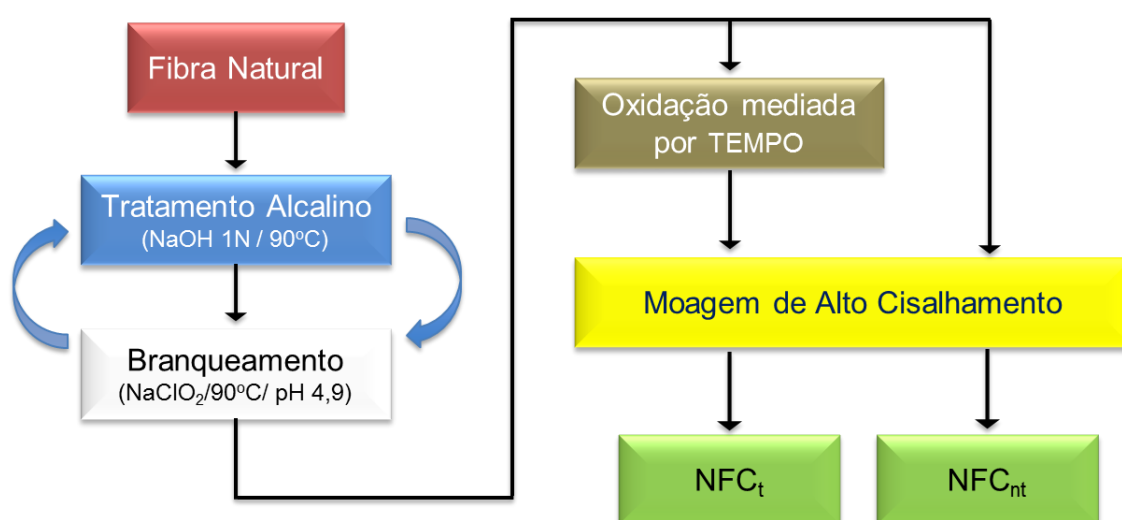 Fibra Natural
Tratamento Alcalino
(NaOH 1N / 90ºC)
Branqueamento
(NaClO₂/90ºC/ pH 4,9)
Oxidação mediada
por TEMPO
Moagem de Alto Cisalhamento
NFCt
NFCnt